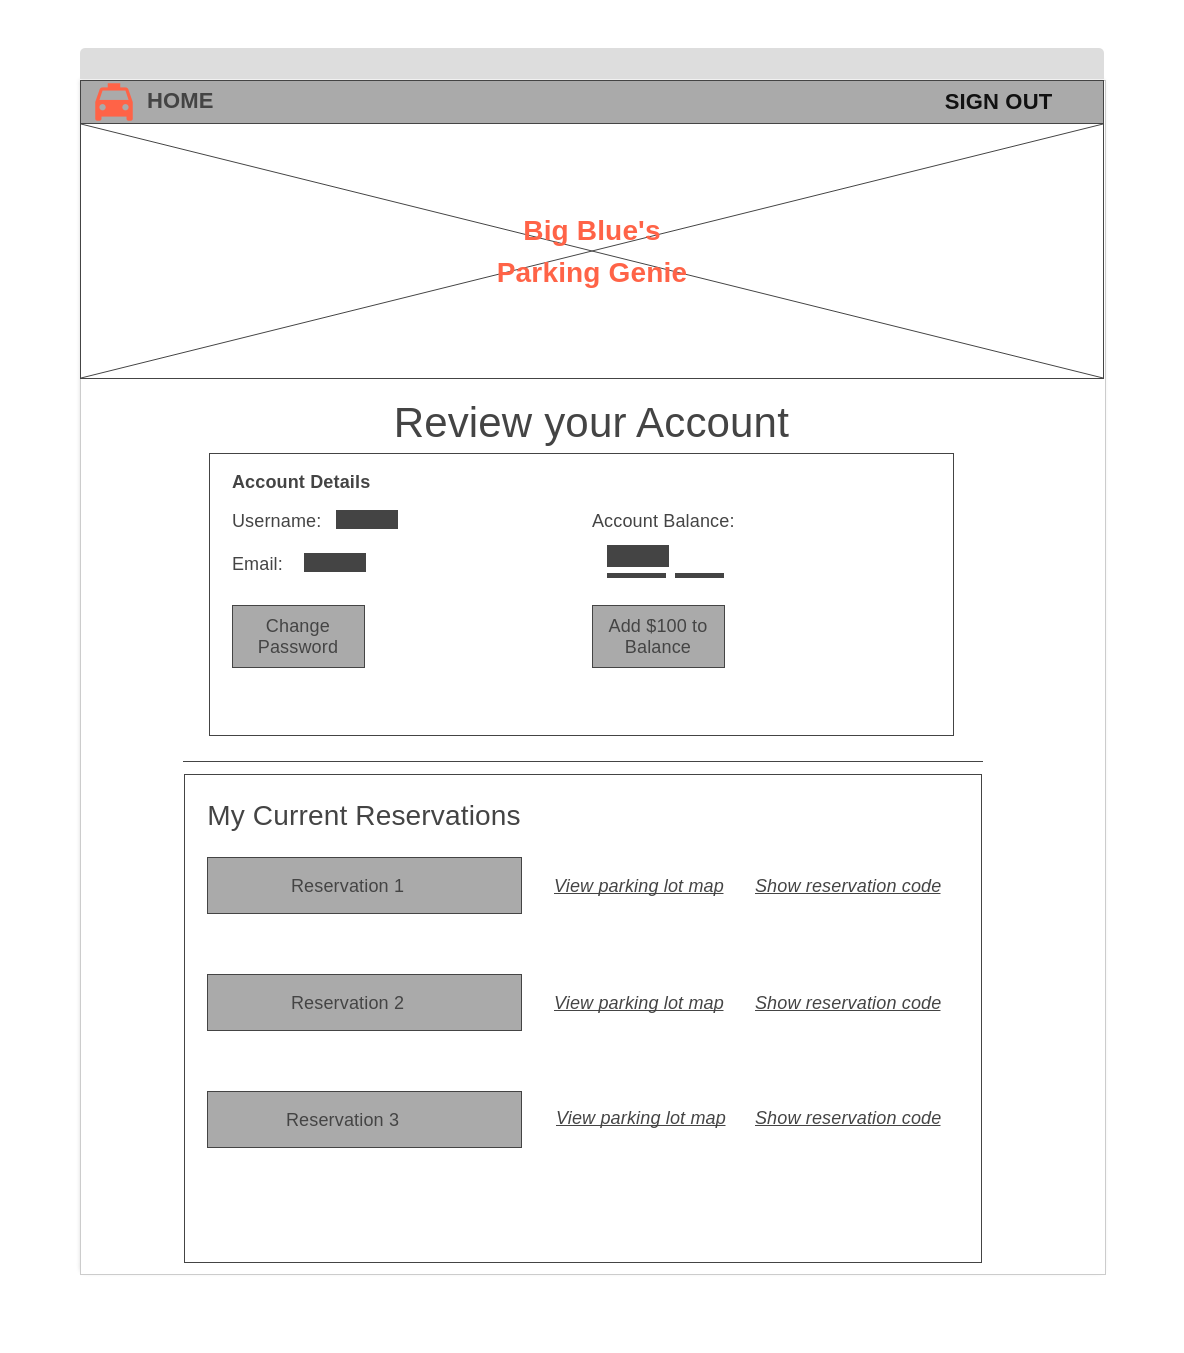 HOME
SIGN OUT
Big Blue's
Parking Genie
Review your Account
Account Details
Username:
Account Balance:
Email:
Change
Password
Add $100 to
Balance
My Current Reservations
Reservation 1
View parking lot map
Show reservation code
Reservation 2
View parking lot map
Show reservation code
Reservation 3
View parking lot map
Show reservation code